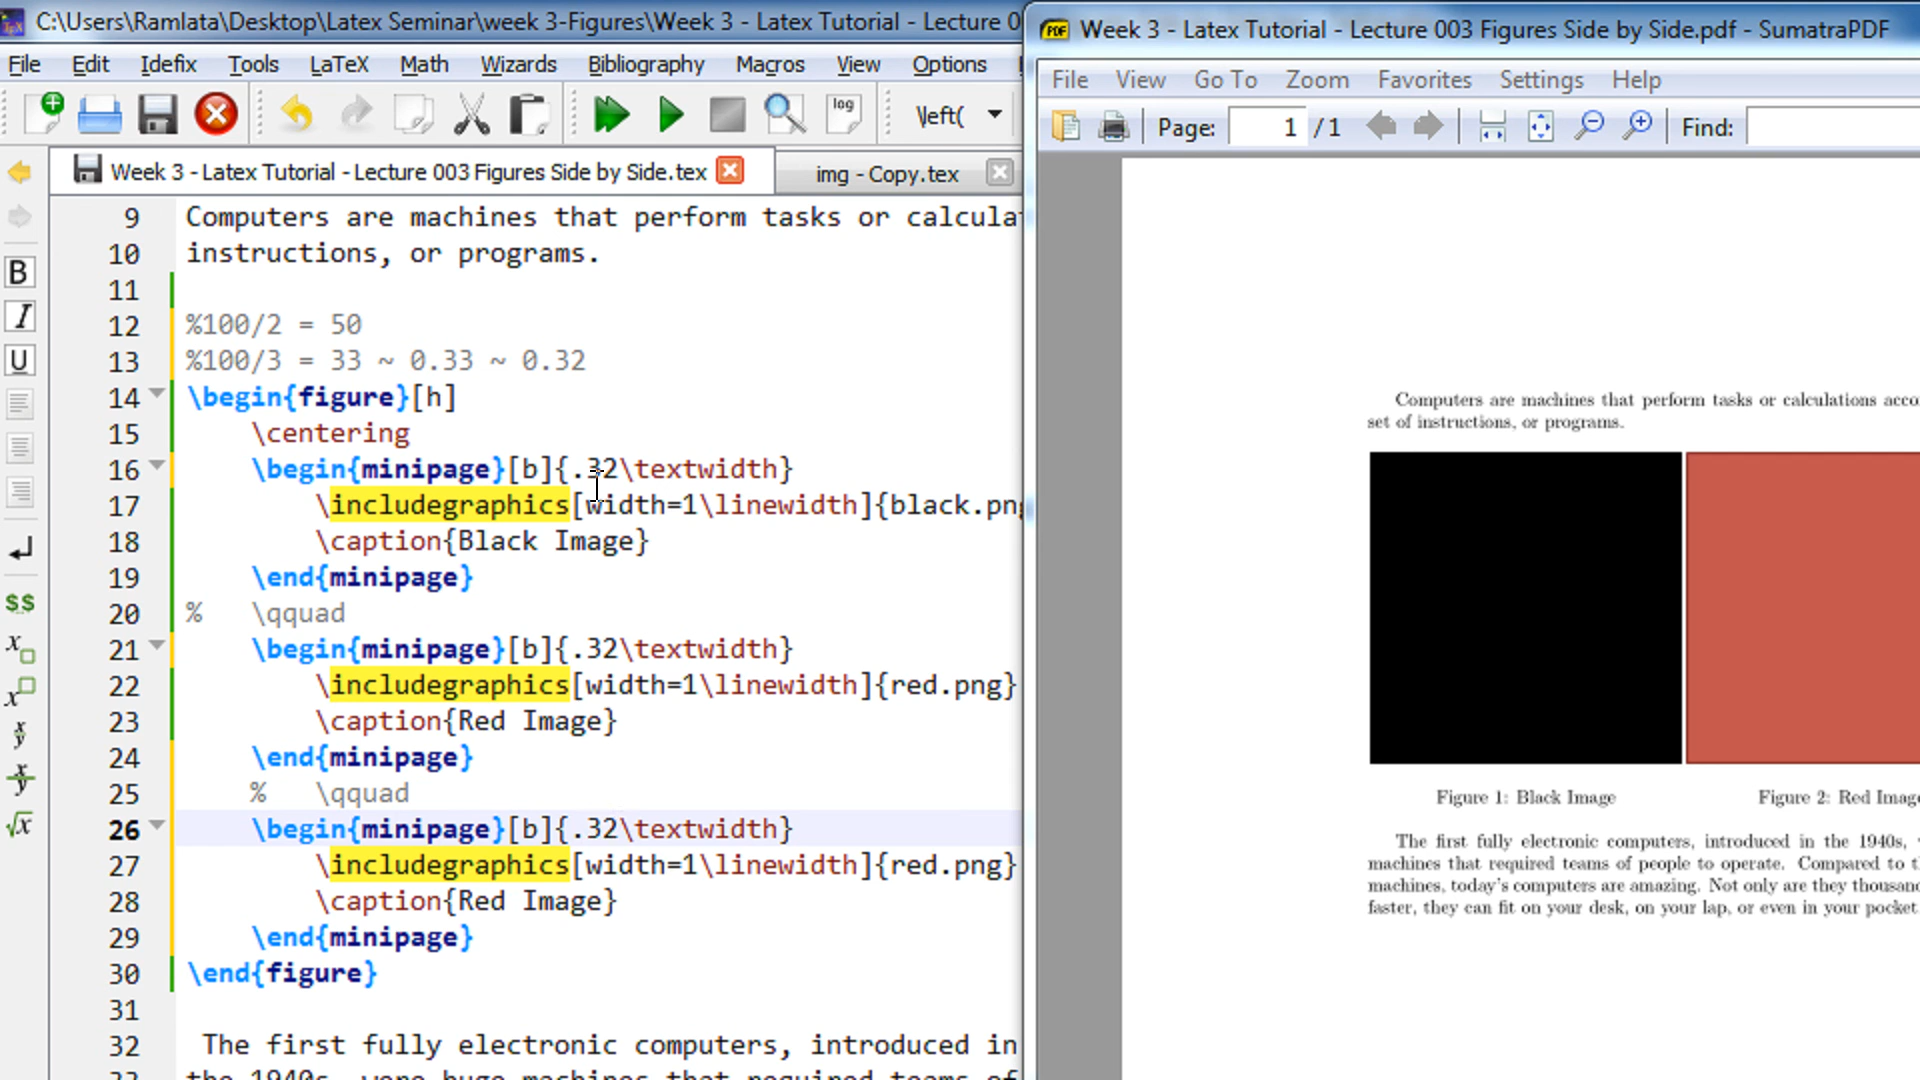 C:\Users\Ramlata\Desktop\Latex Seminar\week 3-Figures\Week 3 - Latex Tutorial - Lecture 0
File Edit Idefix Tools LaTeX Math Wizards Bibliography Macros View Options
log \left(
Week 3 - Latex Tutorial - Lecture 003 Figures Side by Side.tex
img - Copy.tex
B
I
U
$$
9 Computers are machines that perform tasks or calcula
10 instructions, or programs.
11
12 %100/2 = 50
13 %100/3 = 33 ~ 0.33 ~ 0.32
14 \begin{figure}[h]
15 \centering
16 \begin{minipage}[b]{.32\textwidth}
17 \includegraphics[width=1\linewidth]{black.pn
18 \caption{Black Image}
19 \end{minipage}
20 % \qquad
21 \begin{minipage}[b]{.32\textwidth}
22 \includegraphics[width=1\linewidth]{red.png}
23 \caption{Red Image}
24 \end{minipage}
25 % \qquad
26 \begin{minipage}[b]{.32\textwidth}
27 \includegraphics[width=1\linewidth]{red.png}
28 \caption{Red Image}
29 \end{minipage}
30 \end{figure}
31
32 The first fully electronic computers, introduced in
the 1940s, were huge machines that required teams of
PDF
Week 3 - Latex Tutorial - Lecture 003 Figures Side by Side.pdf - SumatraPDF
File View Go To Zoom Favorites Settings Help
Page: 1 / 1 Find:
Computers are machines that perform tasks or calculations acco
set of instructions, or programs.
Figure 1: Black Image
Figure 2: Red Imag
The first fully electronic computers, introduced in the 1940s,
machines that required teams of people to operate. Compared to t
machines, today's computers are amazing. Not only are they thousan
faster, they can fit on your desk, on your lap, or even in your pocket